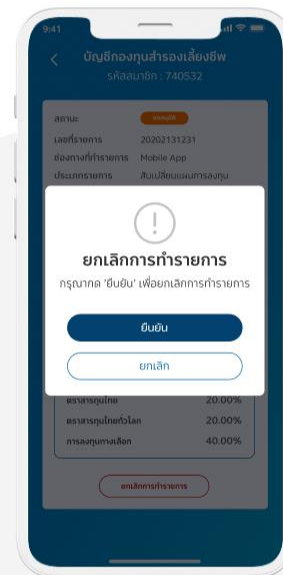 9:41
บัญชีกองทุนสำรองเลี้ยงชีพ
รหัสสมาชิก : 740532
สถานะ รออนุมัติ
เลขที่รายการ 20202131231
ช่องทางที่ทำรายการ Mobile App
ประเภทรายการ สับเปลี่ยนแผนการลงทุน
ยกเลิกการทำรายการ
กรุณากด 'ยืนยัน' เพื่อยกเลิกการทำรายการ
ยืนยัน
ยกเลิก
ตราสารทุนไทย 20.00%
ตราสารทุนไทยทั่วโลก 20.00%
การลงทุนทางเลือก 40.00%
ยกเลิกการทำรายการ